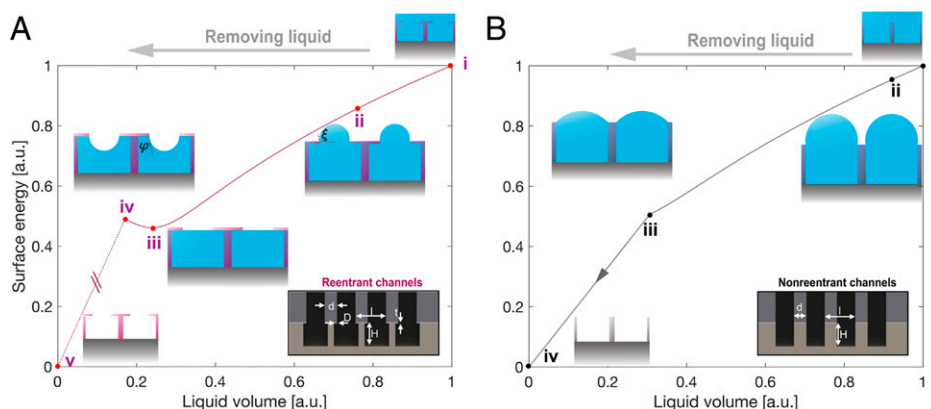 A
Removing liquid
i
ii
ξ
φ
iv
iii
v
Reentrant channels
d
l
D
t
H
Surface energy [a.u.]
1
0.8
0.6
0.4
0.2
0
0
0.2
0.4
0.6
0.8
1
Liquid volume [a.u.]
B
Removing liquid
i
ii
iii
iv
Nonreentrant channels
d
l
H
1
0.8
0.6
0.4
0.2
0
0
0.2
0.4
0.6
0.8
1
Liquid volume [a.u.]